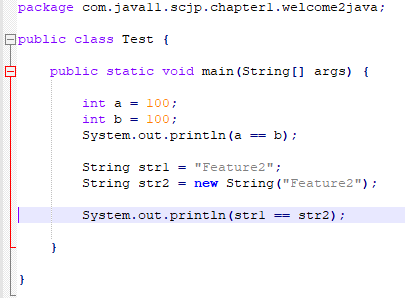 package com.java11.scjp.chapter1.welcome2java;
public class Test {
public static void main(String[] args) {
int a = 100;
int b = 100;
System.out.println(a == b);
String str1 = "Feature2";
String str2 = new String("Feature2");
System.out.println(str1 == str2);
}
}